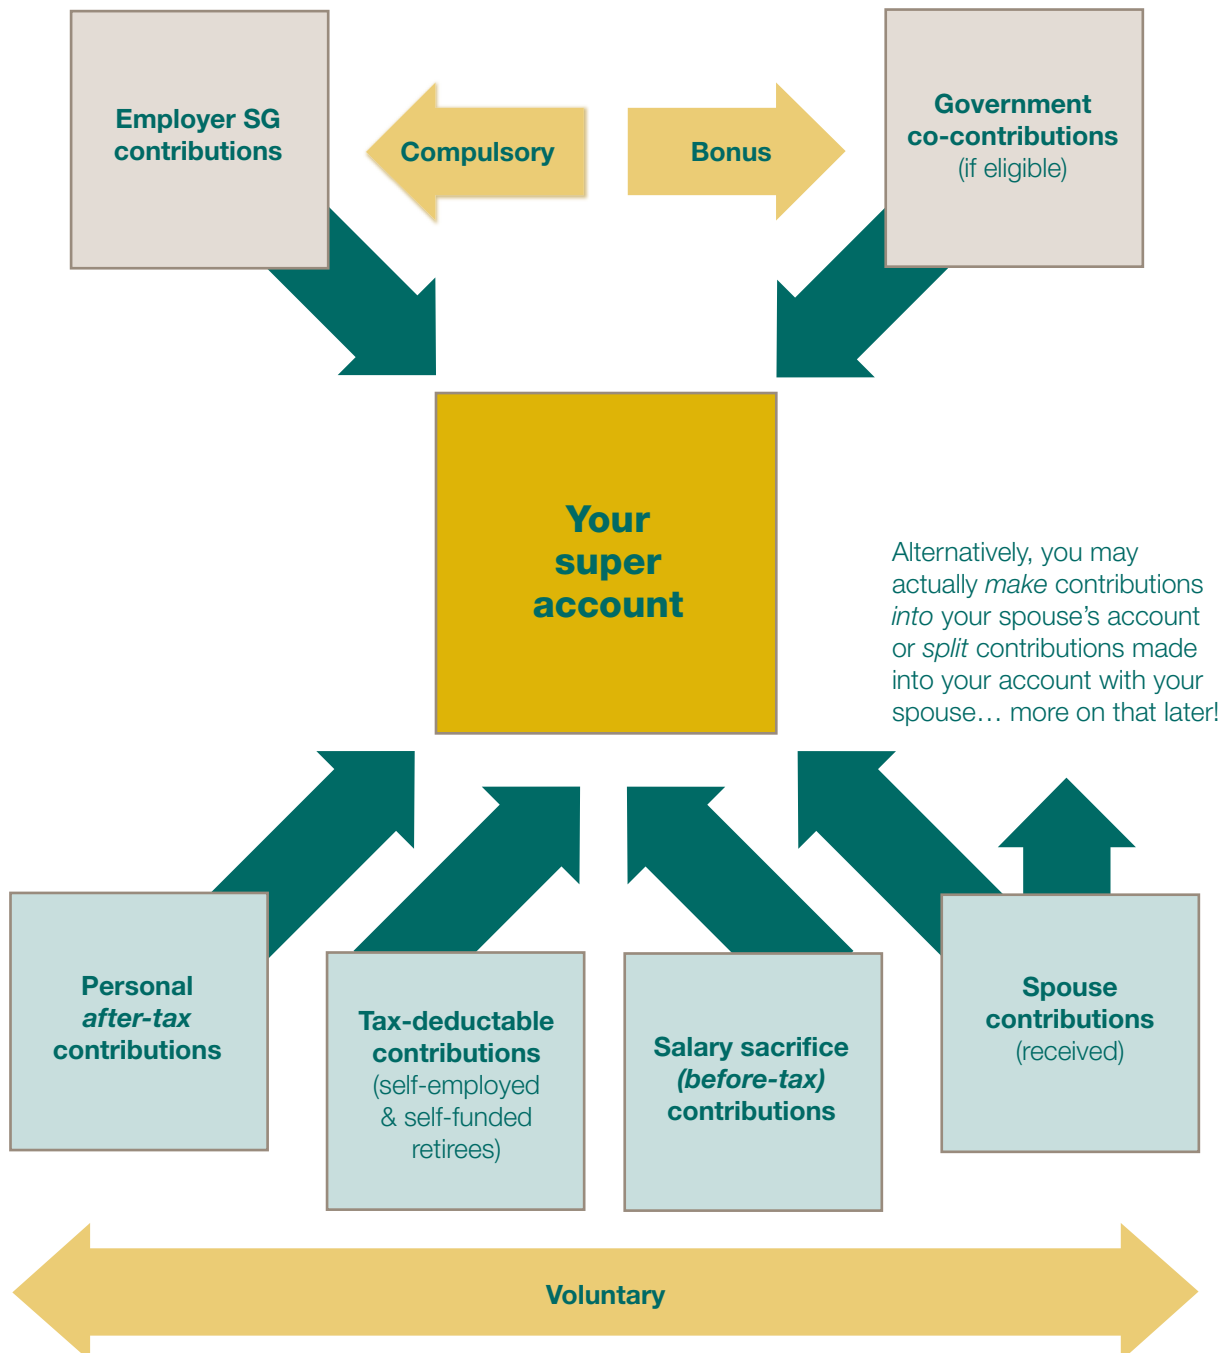 Employer SG
contributions
Compulsory
Bonus
Government
co-contributions
(if eligible)
Your
super
account
Alternatively, you may
actually make contributions
into your spouse’s account
or split contributions made
into your account with your
spouse… more on that later!
Personal
after-tax
contributions
Tax-deductable
contributions
(self-employed
& self-funded
retirees)
Salary sacrifice
(before-tax)
contributions
Spouse
contributions
(received)
Voluntary